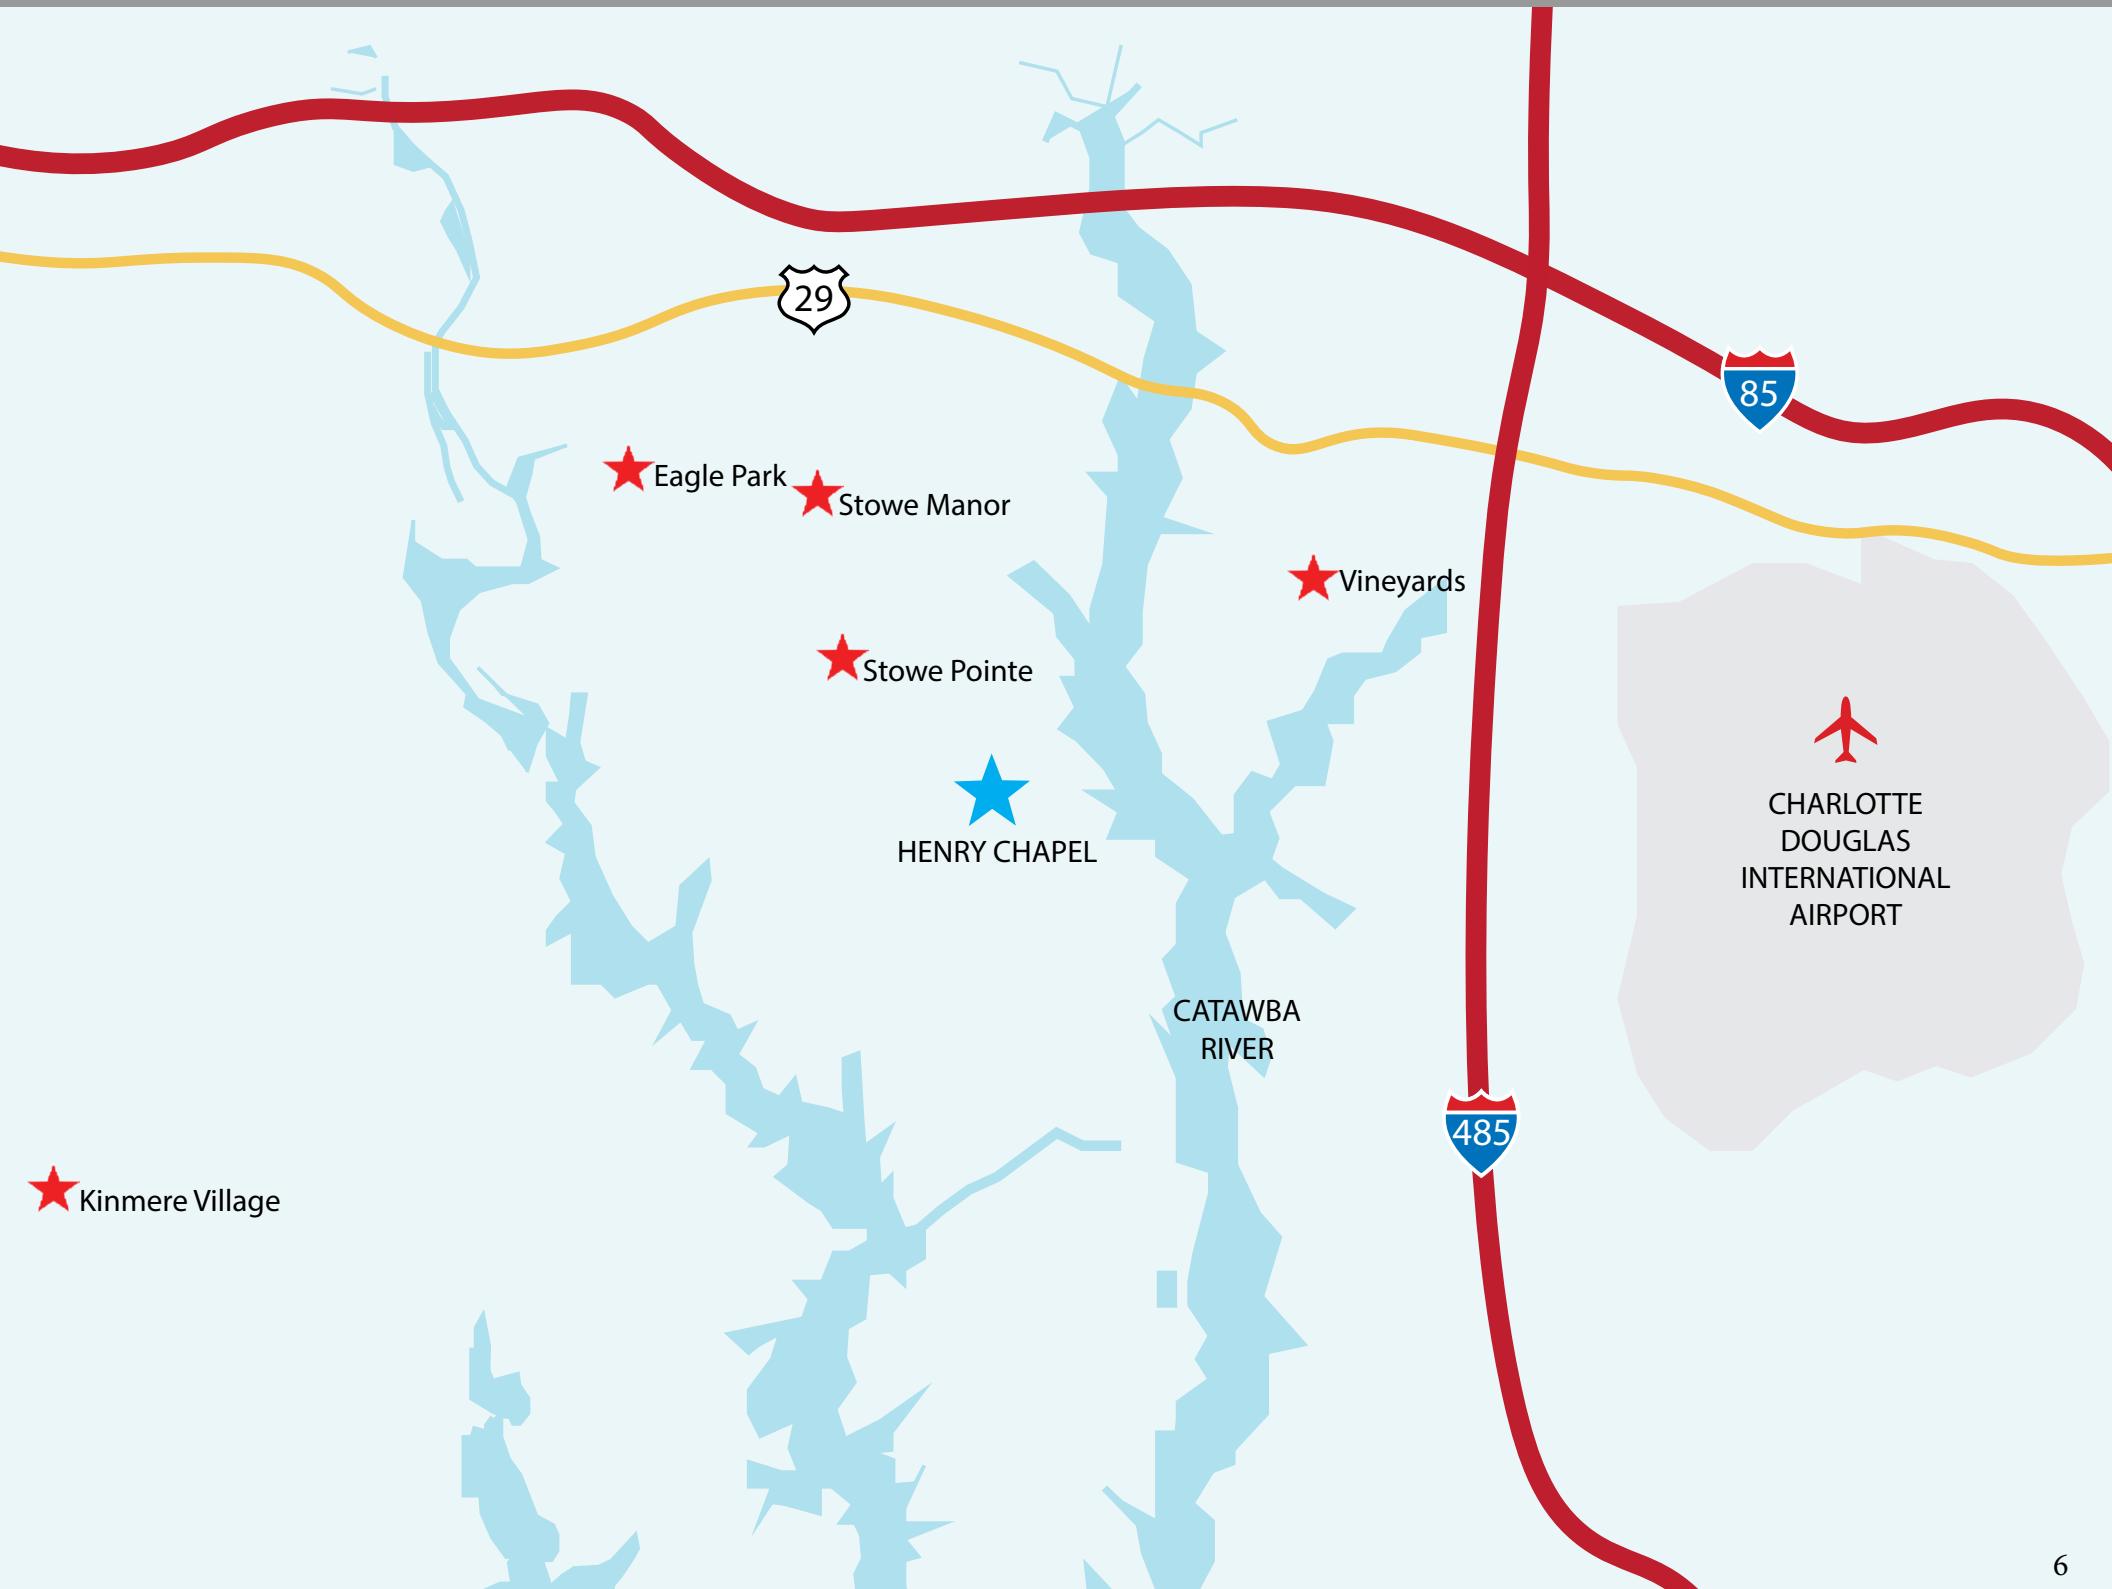 29
85
Eagle Park
Stowe Manor
Vineyards
Stowe Pointe
HENRY CHAPEL
CHARLOTTE
DOUGLAS
INTERNATIONAL
AIRPORT
CATAWBA
RIVER
485
Kinmere Village
6